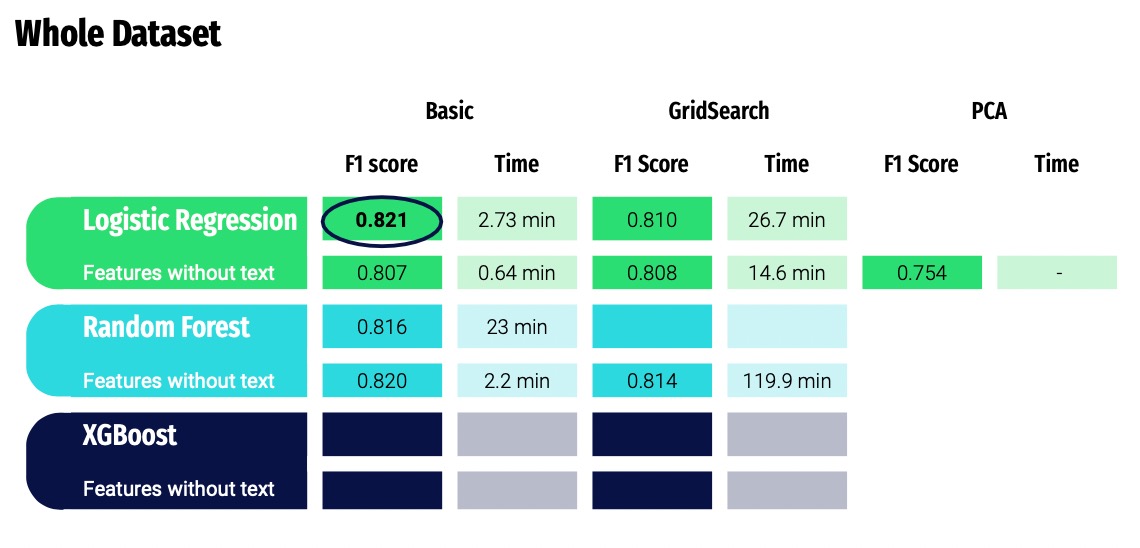 Whole Dataset
Basic GridSearch PCA
F1 score Time F1 Score Time F1 Score Time
Logistic Regression 0.821 2.73 min 0.810 26.7 min
Features without text 0.807 0.64 min 0.808 14.6 min 0.754 -
Random Forest 0.816 23 min
Features without text 0.820 2.2 min 0.814 119.9 min
XGBoost
Features without text